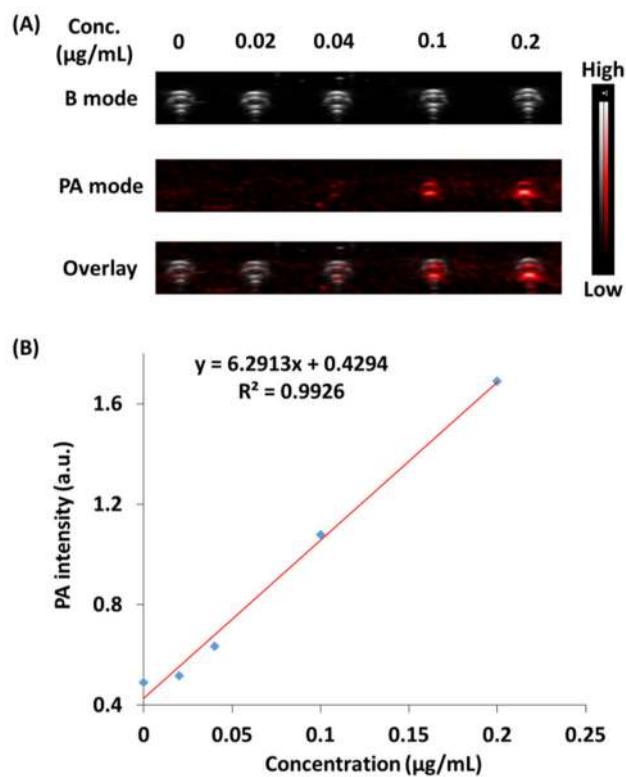 (A) Conc. (µg/mL) 0 0.02 0.04 0.1 0.2
B mode
PA mode
Overlay
High
Low
(B)
y = 6.2913x + 0.4294
R² = 0.9926
PA intensity (a.u.)
1.6
1.2
0.8
0.4
0 0.05 0.1 0.15 0.2 0.25
Concentration (µg/mL)